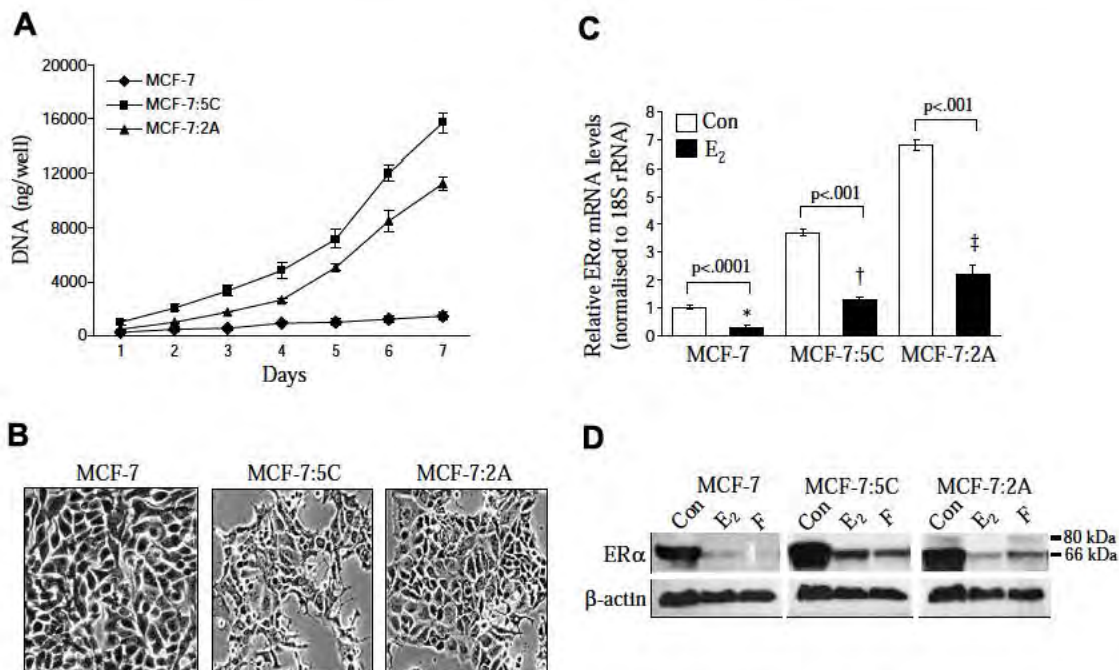 A
DNA (ng/well)
20000
16000
12000
8000
4000
0
MCF-7
MCF-7:5C
MCF-7:2A
1 2 3 4 5 6 7
Days
B
MCF-7 MCF-7:5C MCF-7:2A
C
Relative ERα mRNA levels
(normalised to 18S rRNA)
8
7
6
5
4
3
2
1
0
Con
E₂
p<.0001
p<.001
p<.001
* † ‡
MCF-7 MCF-7:5C MCF-7:2A
D
MCF-7 MCF-7:5C MCF-7:2A
Con E₂ F Con E₂ F Con E₂ F
ERα
80 kDa
66 kDa
β-actin